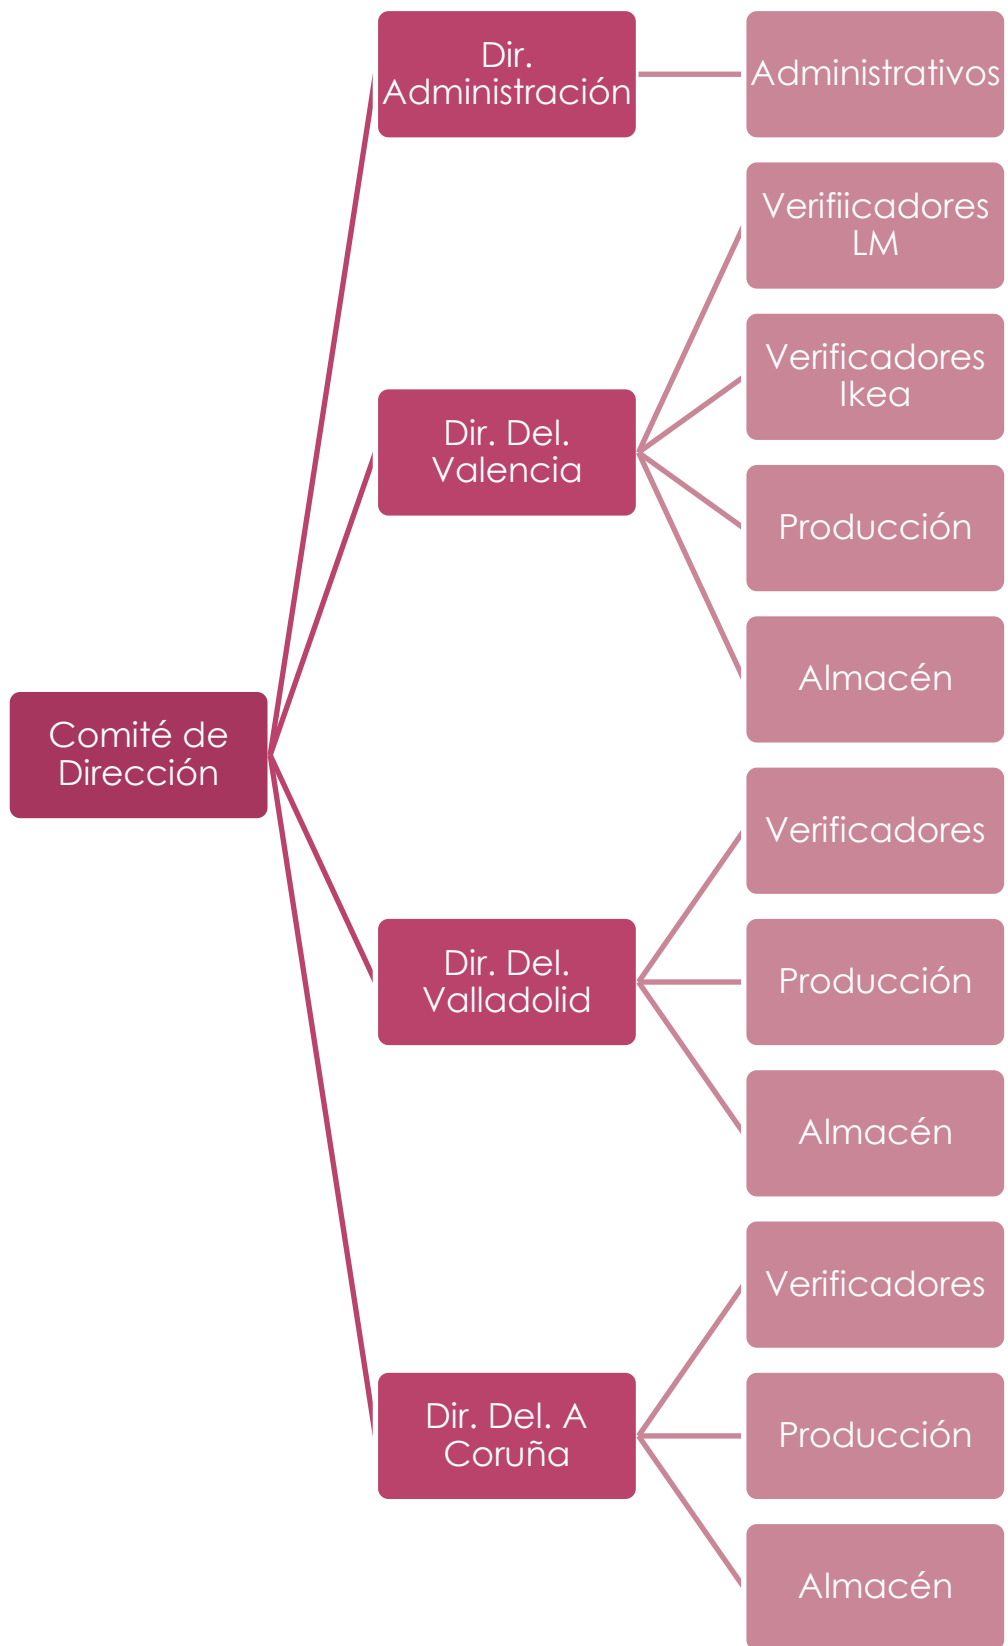 Dir.
Administración
Administrativos
Verifiicadores
LM
Verificadores
Ikea
Dir. Del.
Valencia
Producción
Almacén
Comité de
Dirección
Verificadores
Dir. Del.
Valladolid
Producción
Almacén
Verificadores
Dir. Del. A
Coruña
Producción
Almacén